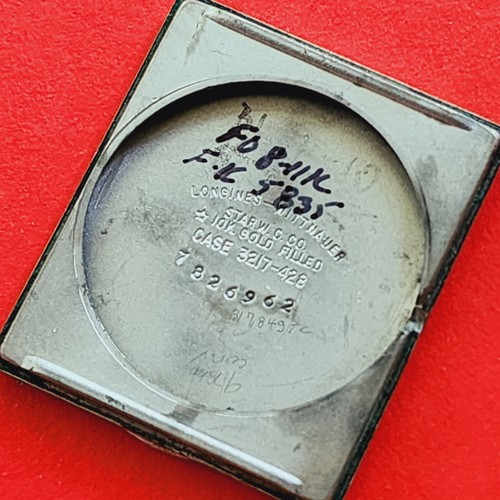 FD 8-11K
F.K 5835
LONGINES-WITTNAUER
STAR W. C. CO.
☆ 10K GOLD FILLED
CASE 3217-428
7826962